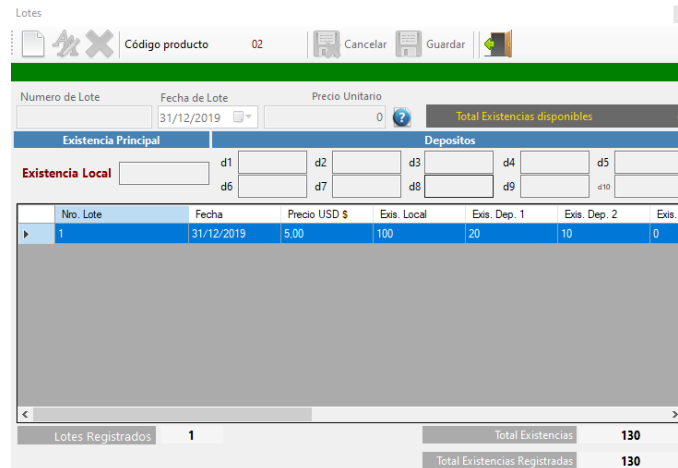 Lotes
Código producto 02 Cancelar Guardar
Numero de Lote Fecha de Lote Precio Unitario
31/12/2019 0 Total Existencias disponibles
Existencia Principal Depositos
Existencia Local d1 d2 d3 d4 d5
d6 d7 d8 d9 d10
Nro. Lote Fecha Precio USD $ Exis. Local Exis. Dep. 1 Exis. Dep. 2 Exis.
1 31/12/2019 5,00 100 20 10 0
Lotes Registrados 1 Total Existencias 130
Total Existencias Registradas 130